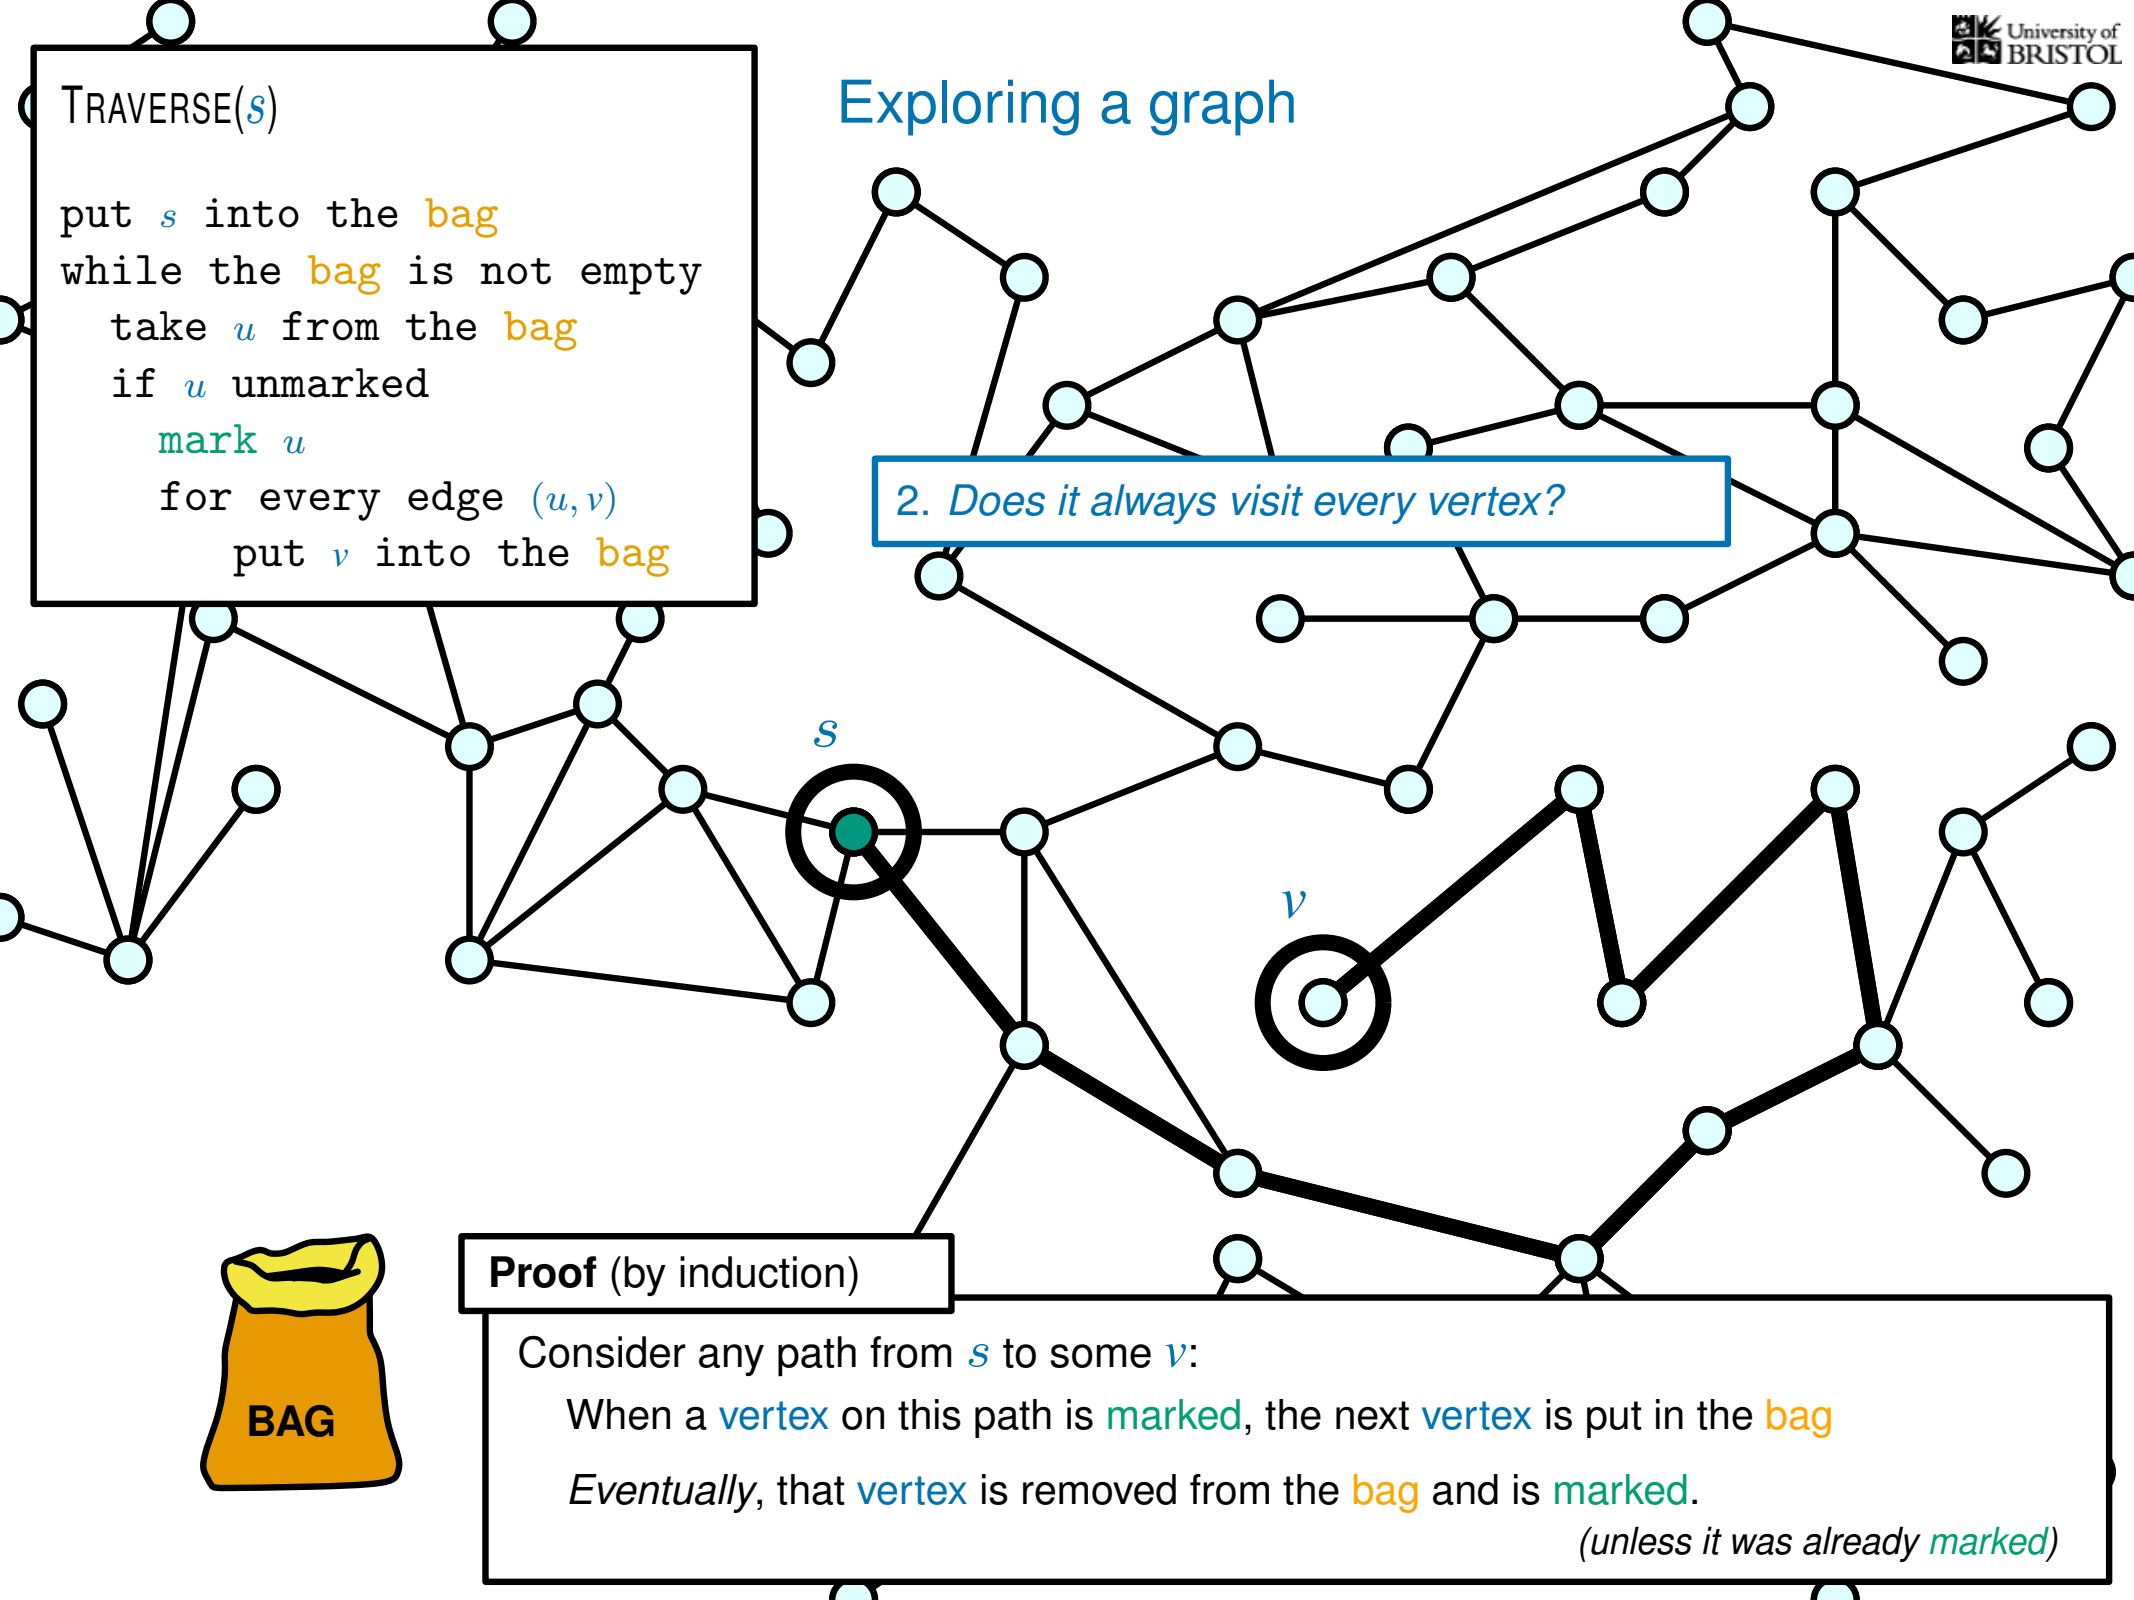 University of
BRISTOL
TRAVERSE(s)
Exploring a graph
put s into the bag
while the bag is not empty
take u from the bag
if u unmarked
mark u
for every edge (u, v)
put v into the bag
2. Does it always visit every vertex?
s
v
Proof (by induction)
Consider any path from s to some v:
When a vertex on this path is marked, the next vertex is put in the bag
Eventually, that vertex is removed from the bag and is marked.
(unless it was already marked)
BAG